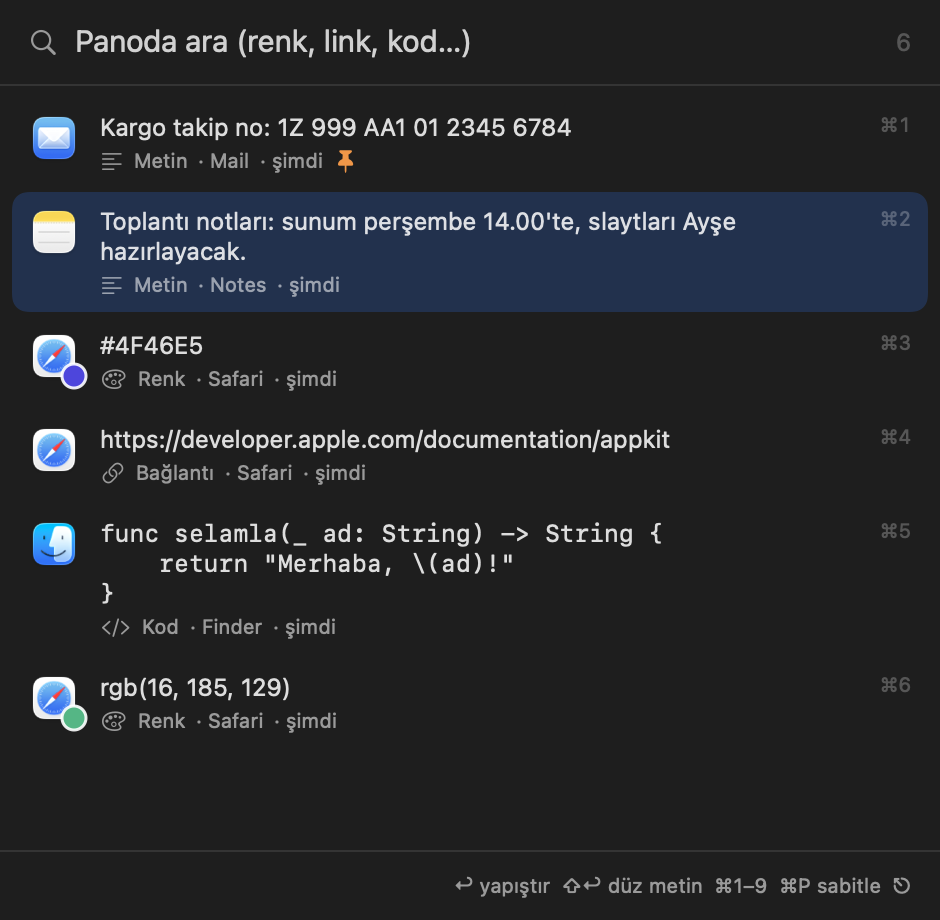 Panoda ara (renk, link, kod...)
6
Kargo takip no: 1Z 999 AA1 01 2345 6784
⌘1
Metin · Mail · şimdi
Toplantı notları: sunum perşembe 14.00'te, slaytları Ayşe
hazırlayacak.
⌘2
Metin · Notes · şimdi
#4F46E5
⌘3
Renk · Safari · şimdi
https://developer.apple.com/documentation/appkit
⌘4
Bağlantı · Safari · şimdi
func selamla(_ ad: String) -> String {
    return "Merhaba, \(ad)!"
}
⌘5
</> Kod · Finder · şimdi
rgb(16, 185, 129)
⌘6
Renk · Safari · şimdi
↩ yapıştır ⇧↩ düz metin ⌘1–9 ⌘P sabitle